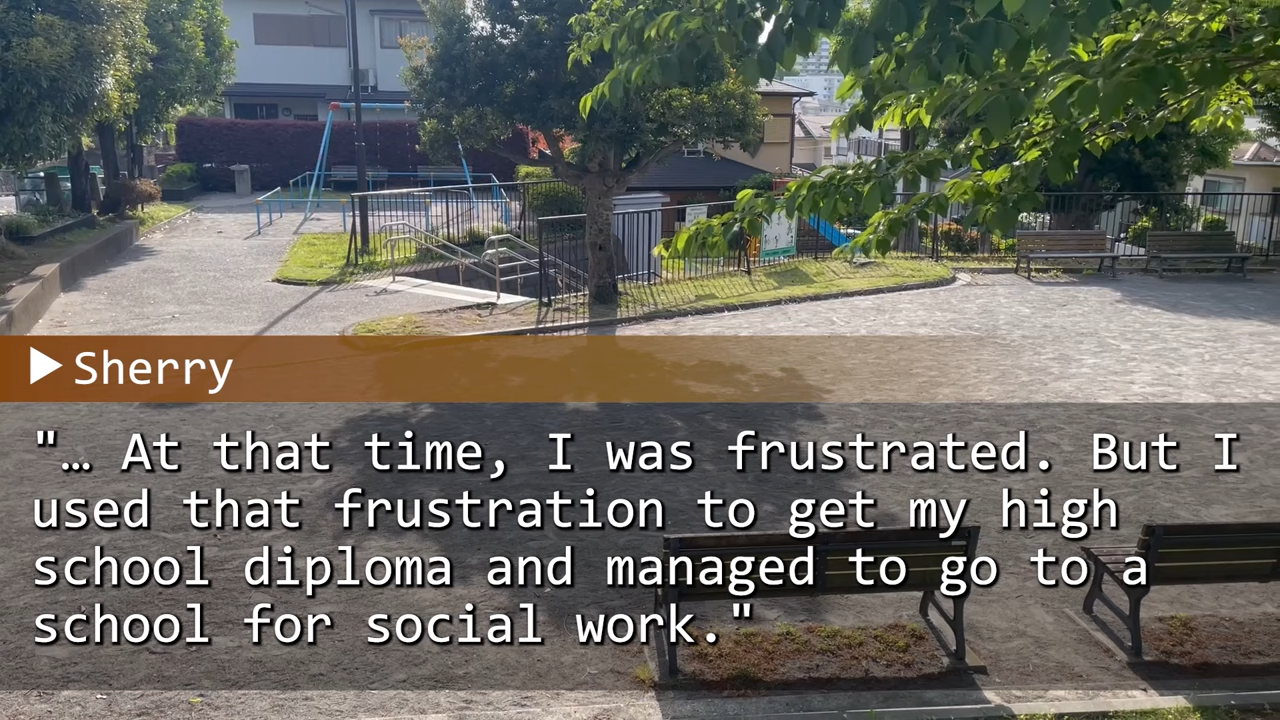 Sherry
"… At that time, I was frustrated. But I
used that frustration to get my high
school diploma and managed to go to a
school for social work."